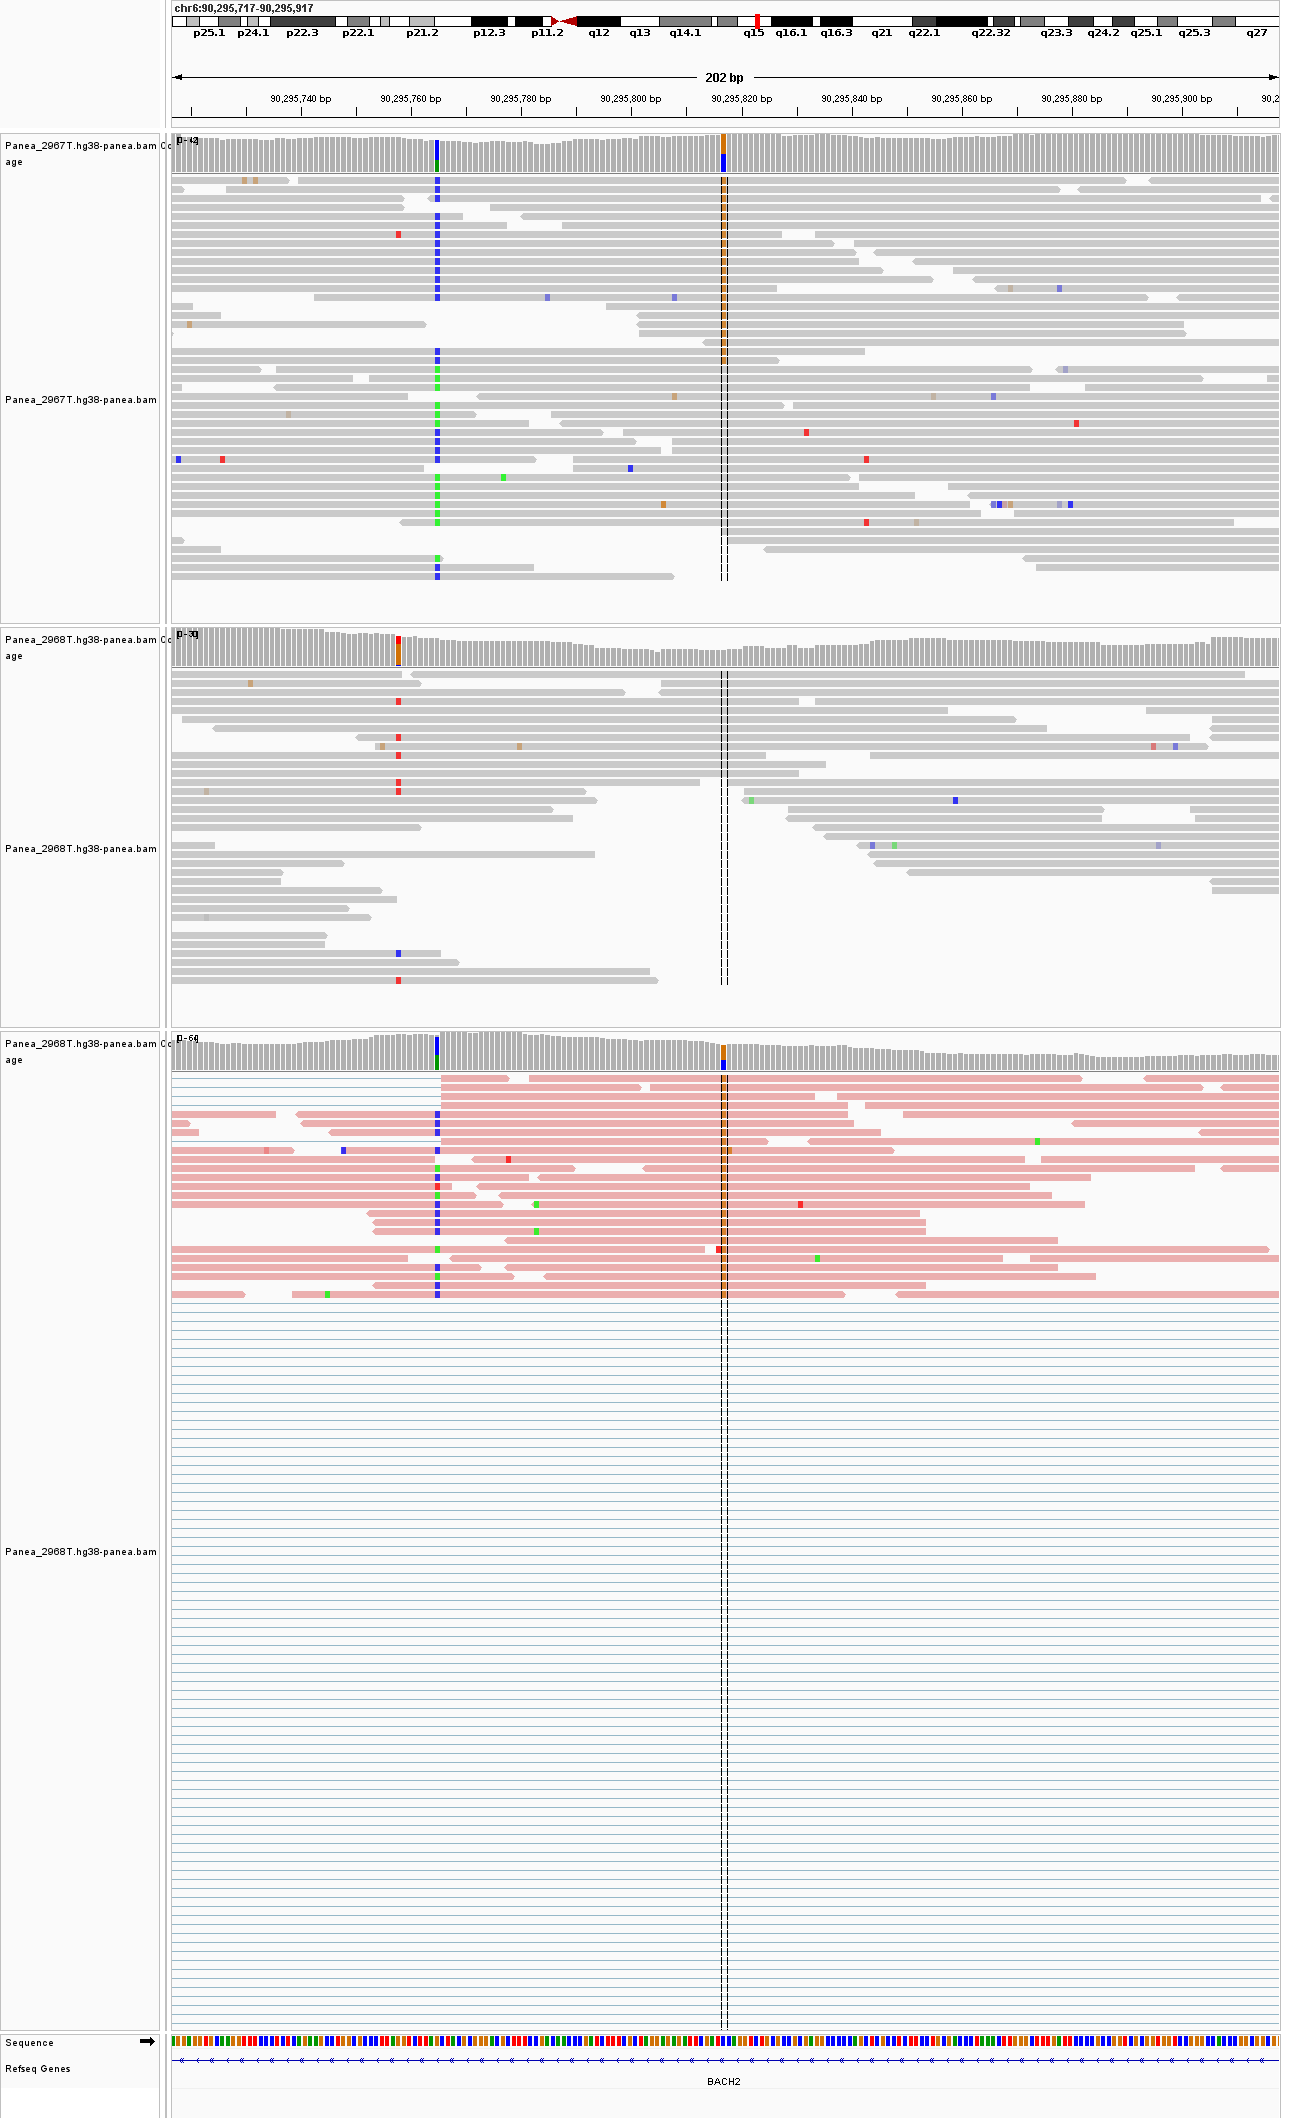 chr6:90,295,717-90,295,917
p25.1 p24.1 p22.3 p22.1 p21.2 p12.3 p11.2 q12 q13 q14.1 q15 q16.1 q16.3 q21 q22.1 q22.32 q23.3 q24.2 q25.1 q25.3 q27
202 bp
90,295,740 bp 90,295,760 bp 90,295,780 bp 90,295,800 bp 90,295,820 bp 90,295,840 bp 90,295,860 bp 90,295,880 bp 90,295,900 bp 90,2
Panea_2967T.hg38-panea.bam Co
age
[0-42]
Panea_2967T.hg38-panea.bam
Panea_2968T.hg38-panea.bam Co
age
[0-30]
Panea_2968T.hg38-panea.bam
Panea_2968T.hg38-panea.bam Co
age
[0-64]
Panea_2968T.hg38-panea.bam
Sequence
Refseq Genes
BACH2